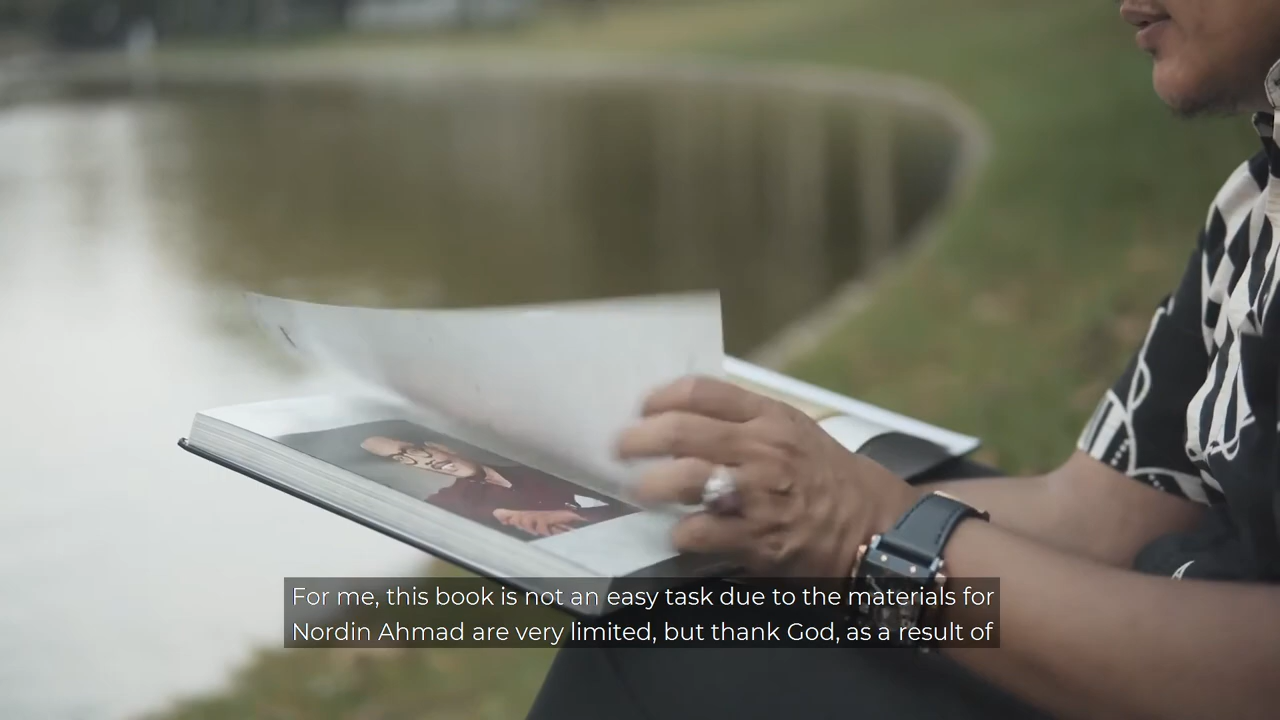 For me, this book is not an easy task due to the materials for
Nordin Ahmad are very limited, but thank God, as a result of